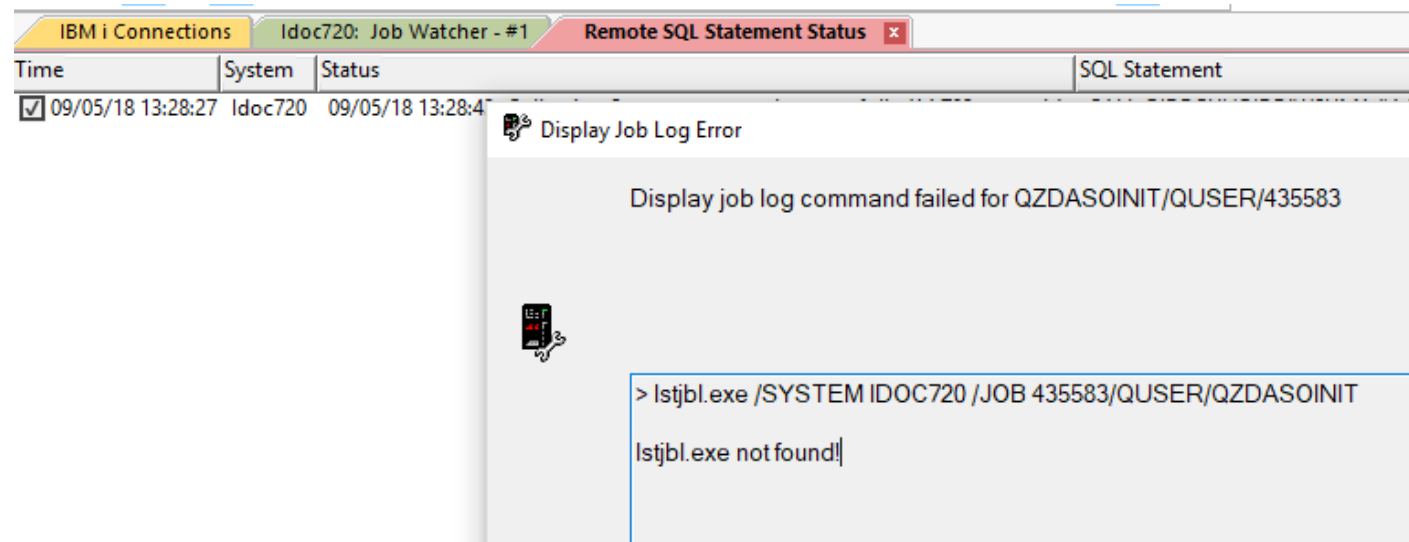 IBM i Connections
Idoc720: Job Watcher - #1
Remote SQL Statement Status
Time System Status SQL Statement
09/05/18 13:28:27 Idoc720 09/05/18 13:28:4
Display Job Log Error
Display job log command failed for QZDASOINIT/QUSER/435583
> lstjbl.exe /SYSTEM IDOC720 /JOB 435583/QUSER/QZDASOINIT
lstjbl.exe not found!